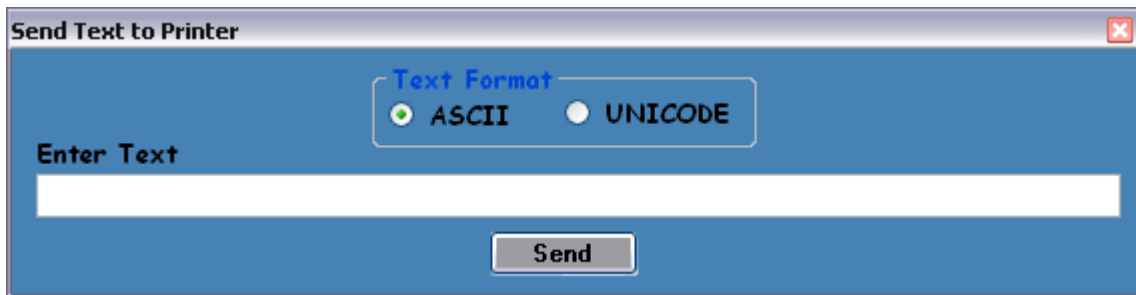 Send Text to Printer
Text Format
ASCII UNICODE
Enter Text
Send